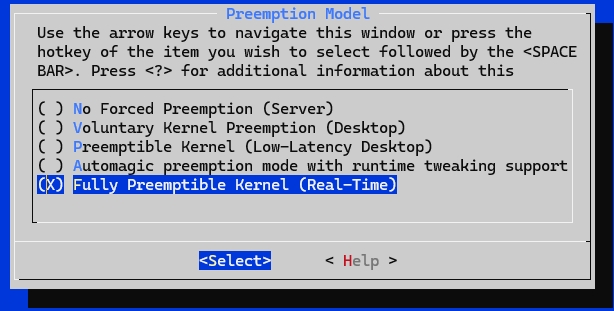 Preemption Model
Use the arrow keys to navigate this window or press the
hotkey of the item you wish to select followed by the <SPACE
BAR>. Press <?> for additional information about this
( ) No Forced Preemption (Server)
( ) Voluntary Kernel Preemption (Desktop)
( ) Preemptible Kernel (Low-Latency Desktop)
( ) Automagic preemption mode with runtime tweaking support
(X) Fully Preemptible Kernel (Real-Time)
<Select> < Help >